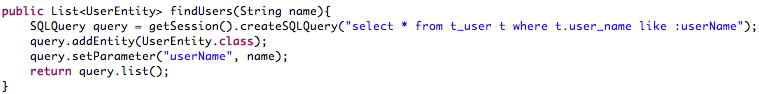 public List<UserEntity> findUsers(String name){
SQLQuery query = getSession().createSQLQuery("select * from t_user t where t.user_name like :userName");
query.addEntity(UserEntity.class);
query.setParameter("userName", name);
return query.list();
}